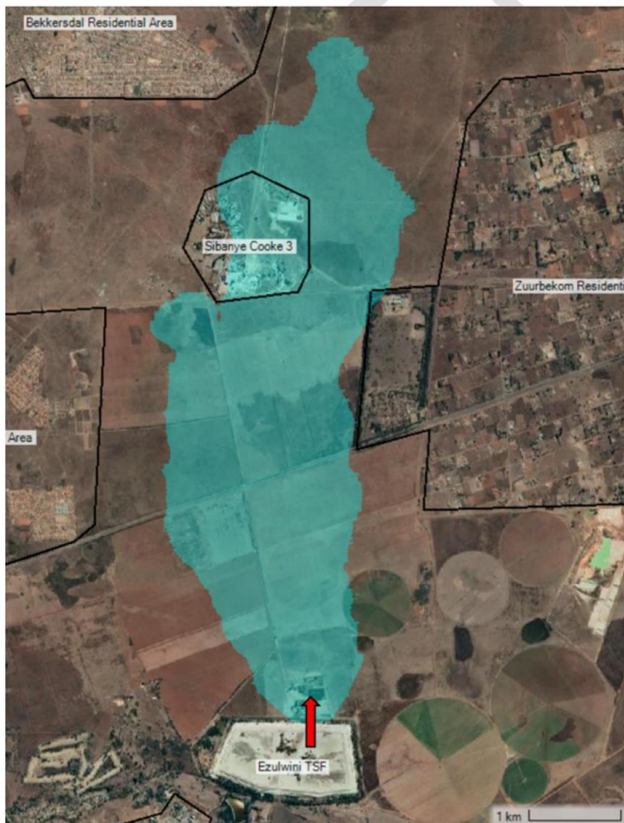 Bekkersdal Residential Area
Sibanye Cooke 3
Zuurbekom Residenti
Area
Ezulwini TSF
1 km